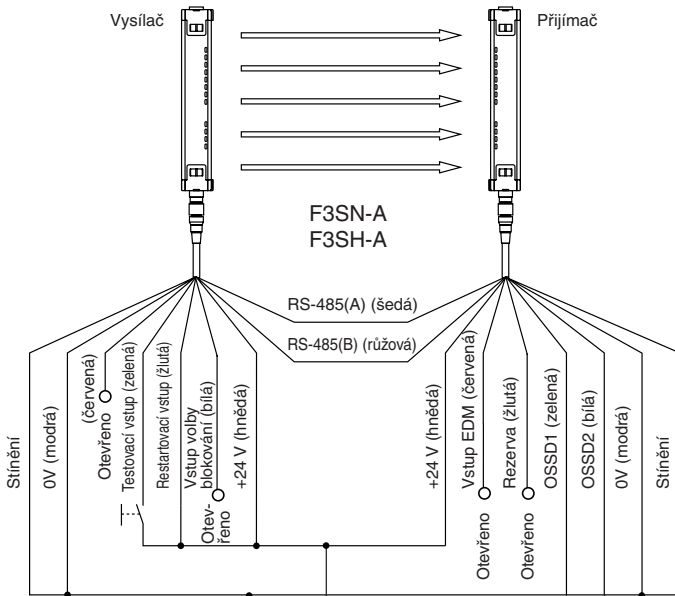 Vysílač
Přijímač
F3SN-A
F3SH-A
RS-485(A) (šedá)
RS-485(B) (růžová)
Stínění
0V (modrá)
Otevřeno
(červená)
Testovací vstup (zelená)
Restartovací vstup (žlutá)
Vstup volby
blokování (bílá)
Otev-
řeno
+24 V (hnědá)
+24 V (hnědá)
Vstup EDM (červená)
Otevřeno
Rezerva (žlutá)
Otevřeno
OSSD1 (zelená)
OSSD2 (bílá)
0V (modrá)
Stínění